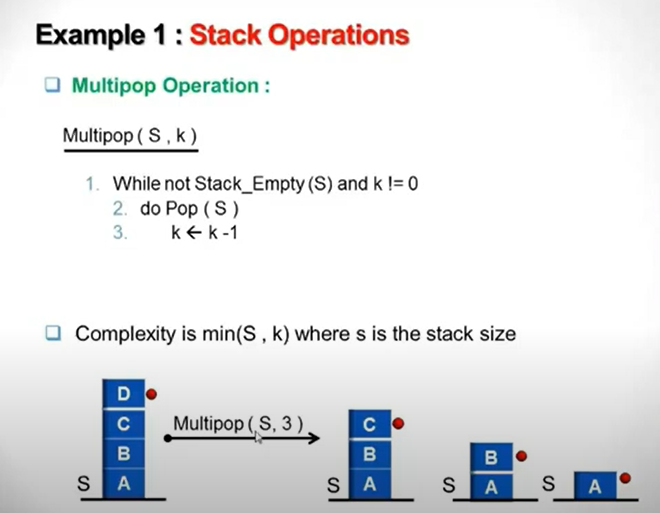 Example 1 : Stack Operations
Multipop Operation :
Multipop ( S , k )
1. While not Stack_Empty (S) and k != 0
2. do Pop ( S )
3. k ← k -1
Complexity is min(S , k) where s is the stack size
D
C
B
S A
Multipop ( S, 3 )
C
B
S A
B
S A
S A